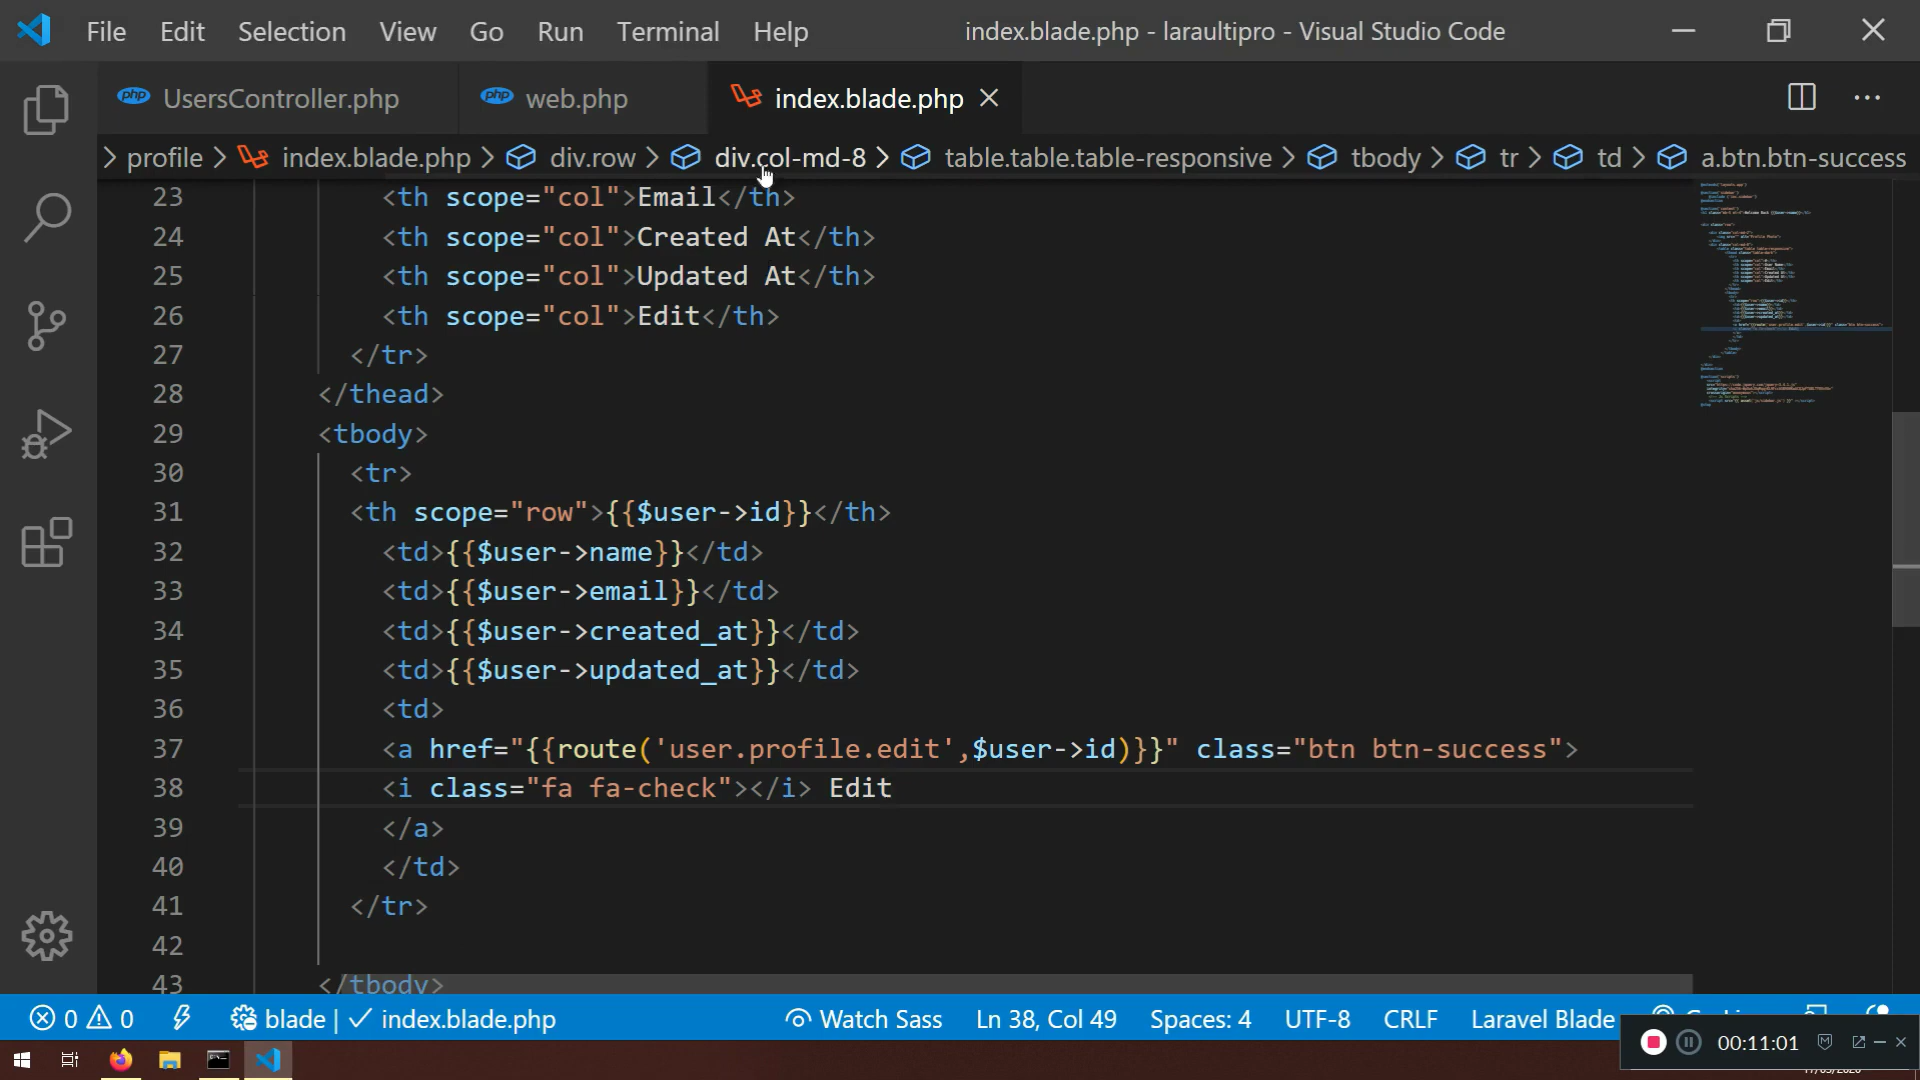 File Edit Selection View Go Run Terminal Help index.blade.php - laraultipro - Visual Studio Code
UsersController.php web.php index.blade.php
> profile > index.blade.php > div.row > div.col-md-8 > table.table.table-responsive > tbody > tr > td > a.btn.btn-success
23 <th scope="col">Email</th>
24 <th scope="col">Created At</th>
25 <th scope="col">Updated At</th>
26 <th scope="col">Edit</th>
27 </tr>
28 </thead>
29 <tbody>
30 <tr>
31 <th scope="row">{{$user->id}}</th>
32 <td>{{$user->name}}</td>
33 <td>{{$user->email}}</td>
34 <td>{{$user->created_at}}</td>
35 <td>{{$user->updated_at}}</td>
36 <td>
37 <a href="{{route('user.profile.edit',$user->id)}}" class="btn btn-success">
38 <i class="fa fa-check"></i> Edit
39 </a>
40 </td>
41 </tr>
42
43 </tbody>
0 0 blade | index.blade.php Watch Sass Ln 38, Col 49 Spaces: 4 UTF-8 CRLF Laravel Blade
00:11:01